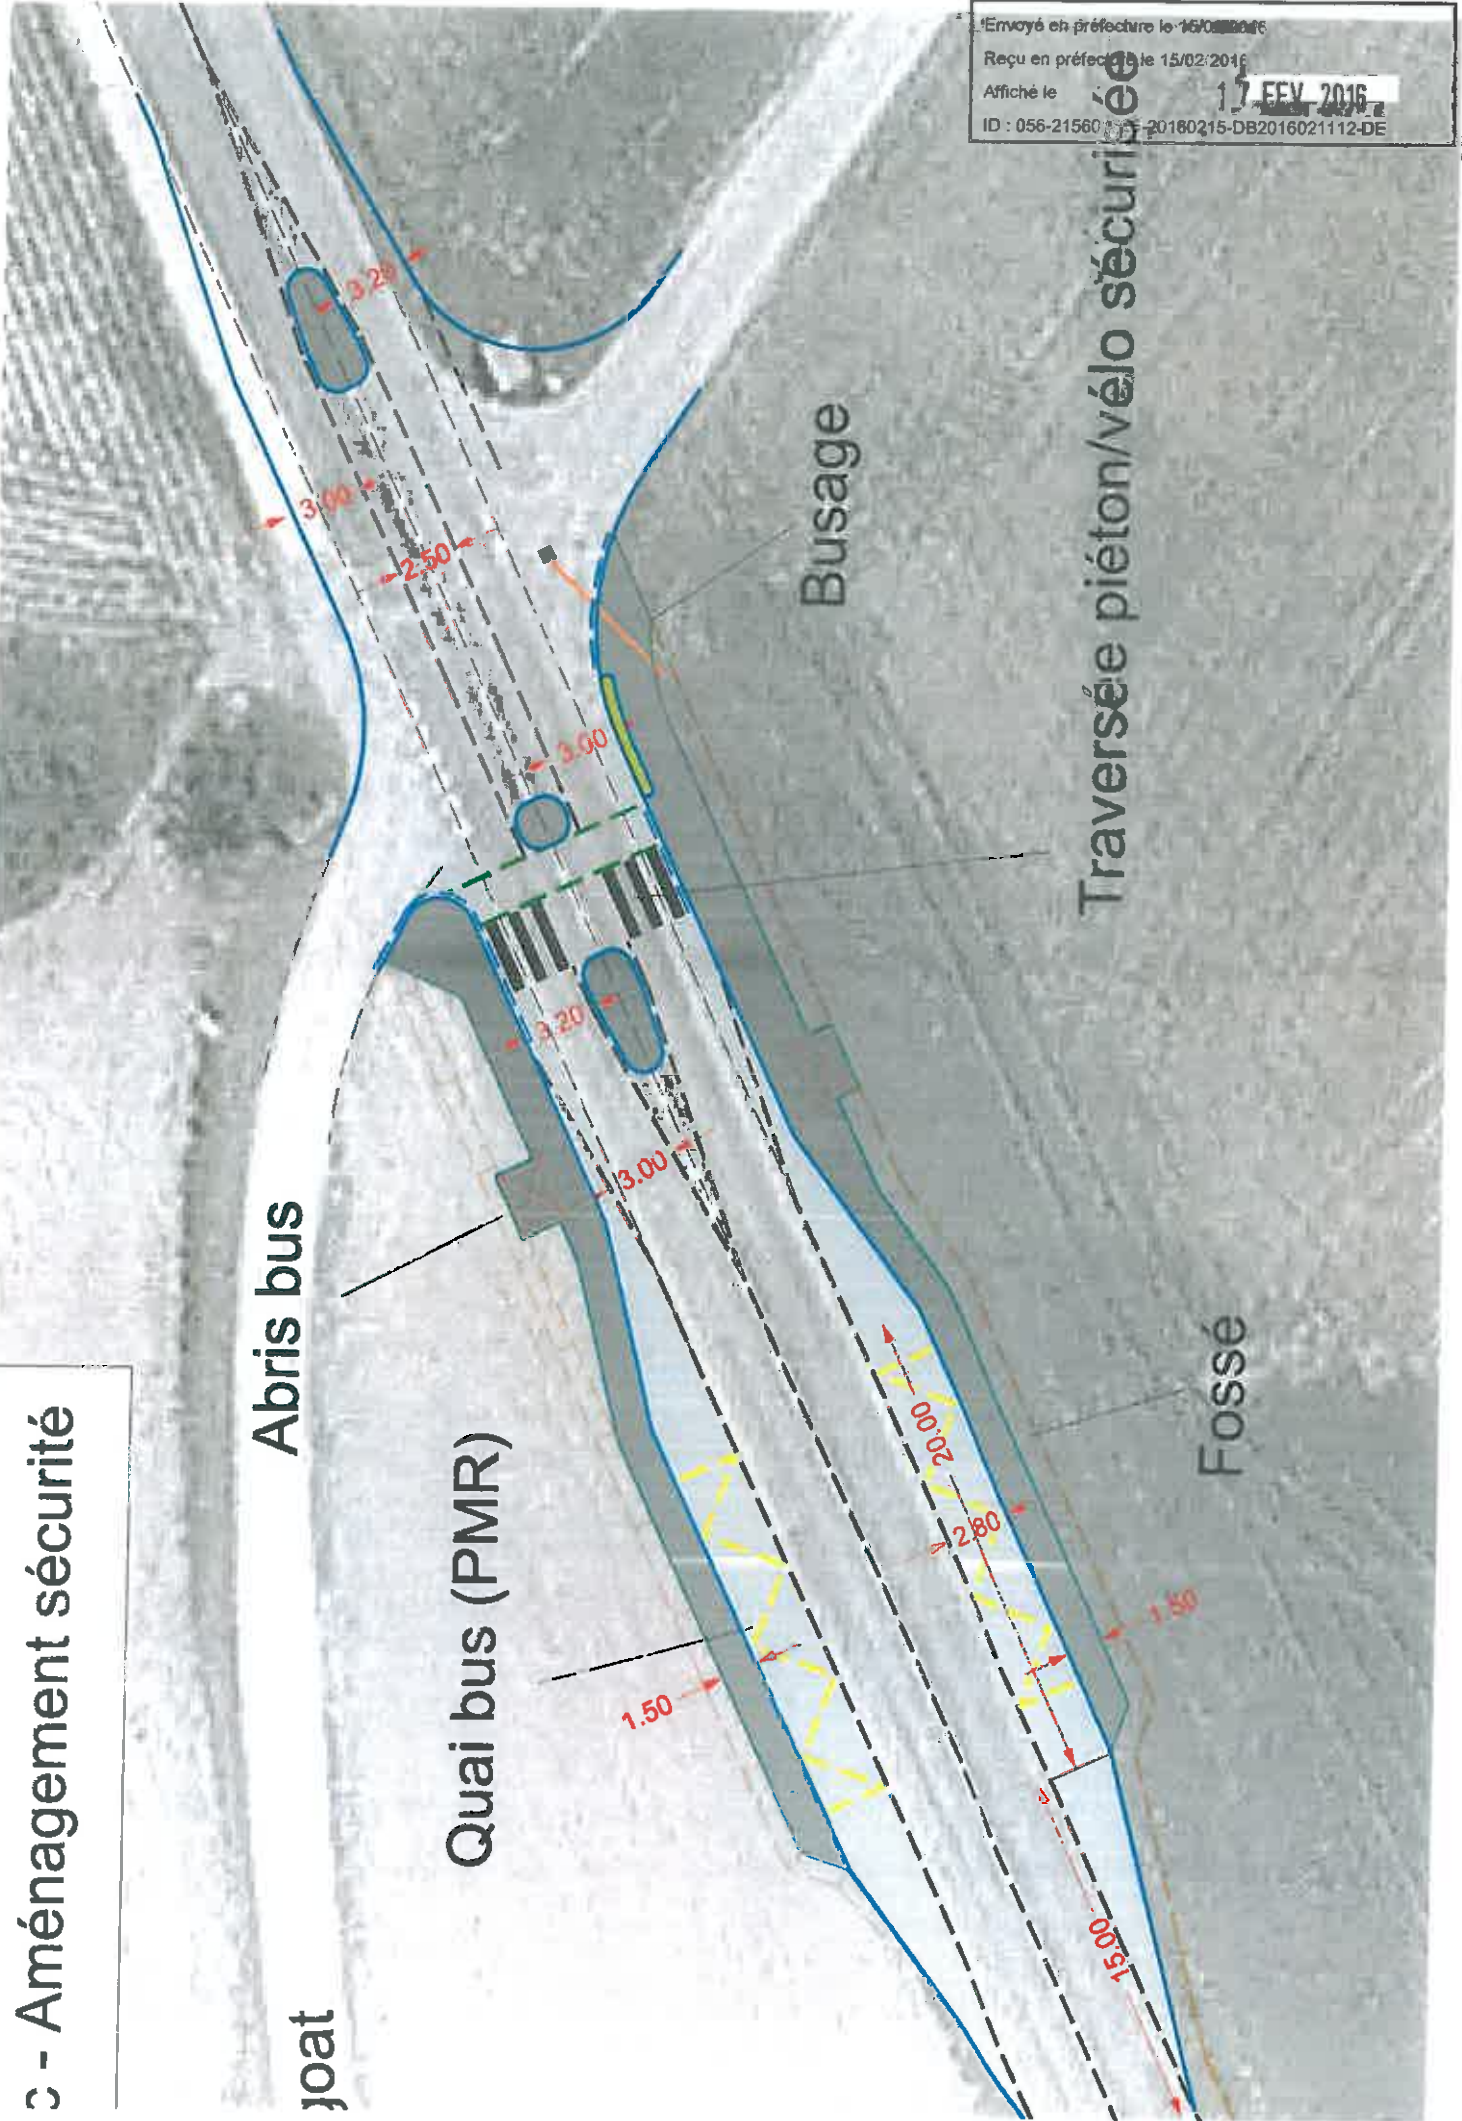 Envoyé en préfecture le
Reçu en préfecture le 15/02/2016
Affiché le
17 FEV. 2016
ID : 056-21560 -20160215-DB2016021112-DE
- Aménagement sécurité
goat
Abris bus
Quai bus (PMR)
Busage
Traversée piéton/vélo sécurisée
Fossé
3.00
2.50
3.00
3.20
3.00
1.50
20.00
2.80
1.50
15.00